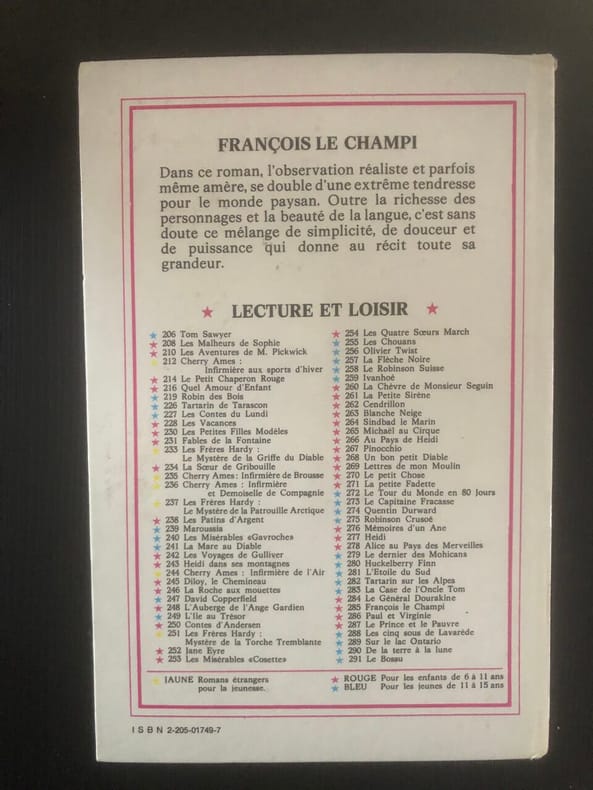 FRANÇOIS LE CHAMPI
Dans ce roman, l'observation réaliste et parfois
même amère, se double d'une extrême tendresse
pour le monde paysan. Outre la richesse des
personnages et la beauté de la langue, c'est sans
doute ce mélange de simplicité, de douceur et
de puissance qui donne au récit toute sa
grandeur.
★ LECTURE ET LOISIR ★
★ 206 Tom Sawyer
★ 208 Les Malheurs de Sophie
★ 210 Les Aventures de M. Pickwick
★ 212 Cherry Ames :
Infirmière aux sports d'hiver
★ 214 Le Petit Chaperon Rouge
★ 216 Quel Amour d'Enfant
★ 219 Robin des Bois
★ 226 Tartarin de Tarascon
★ 227 Les Contes du Lundi
★ 228 Les Vacances
★ 230 Les Petites Filles Modèles
★ 231 Fables de la Fontaine
★ 233 Les Frères Hardy :
Le Mystère de la Griffe du Diable
★ 234 La Sœur de Gribouille
★ 235 Cherry Ames : Infirmière de Brousse
★ 236 Cherry Ames : Infirmière
et Demoiselle de Compagnie
★ 237 Les Frères Hardy :
Le Mystère de la Patrouille Arctique
★ 238 Les Patins d'Argent
★ 239 Maroussia
★ 240 Les Misérables «Gavroche»
★ 241 La Mare au Diable
★ 242 Les Voyages de Gulliver
★ 243 Heidi dans ses montagnes
★ 244 Cherry Ames : Infirmière de l'Air
★ 245 Diloy, le Chemineau
★ 246 La Roche aux mouettes
★ 247 David Copperfield
★ 248 L'Auberge de l'Ange Gardien
★ 249 L'Ile au Trésor
★ 250 Contes d'Andersen
★ 251 Les Frères Hardy :
Mystère de la Torche Tremblante
★ 252 Jane Eyre
★ 253 Les Misérables «Cosette»
★ 254 Les Quatre Sœurs March
★ 255 Les Chouans
★ 256 Olivier Twist
★ 257 La Flèche Noire
★ 258 Le Robinson Suisse
★ 259 Ivanhoé
★ 260 La Chèvre de Monsieur Seguin
★ 261 La Petite Sirène
★ 262 Cendrillon
★ 263 Blanche Neige
★ 264 Sindbad le Marin
★ 265 Michaël au Cirque
★ 266 Au Pays de Heidi
★ 267 Pinocchio
★ 268 Un bon petit Diable
★ 269 Lettres de mon Moulin
★ 270 Le petit Chose
★ 271 La petite Fadette
★ 272 Le Tour du Monde en 80 Jours
★ 273 Le Capitaine Fracasse
★ 274 Quentin Durward
★ 275 Robinson Crusoë
★ 276 Mémoires d'un Ane
★ 277 Heidi
★ 278 Alice au Pays des Merveilles
★ 279 Le dernier des Mohicans
★ 280 Huckelberry Finn
★ 281 L'Etoile du Sud
★ 282 Tartarin sur les Alpes
★ 283 La Case de l'Oncle Tom
★ 284 Le Général Dourakine
★ 285 François le Champi
★ 286 Paul et Virginie
★ 287 Le Prince et le Pauvre
★ 288 Les cinq sous de Lavarède
★ 289 Sur le lac Ontario
★ 290 De la terre à la lune
★ 291 Le Bossu
★ JAUNE Romans étrangers
pour la jeunesse.
★ ROUGE Pour les enfants de 6 à 11 ans
★ BLEU Pour les jeunes de 11 à 15 ans
ISBN 2-205-01749-7